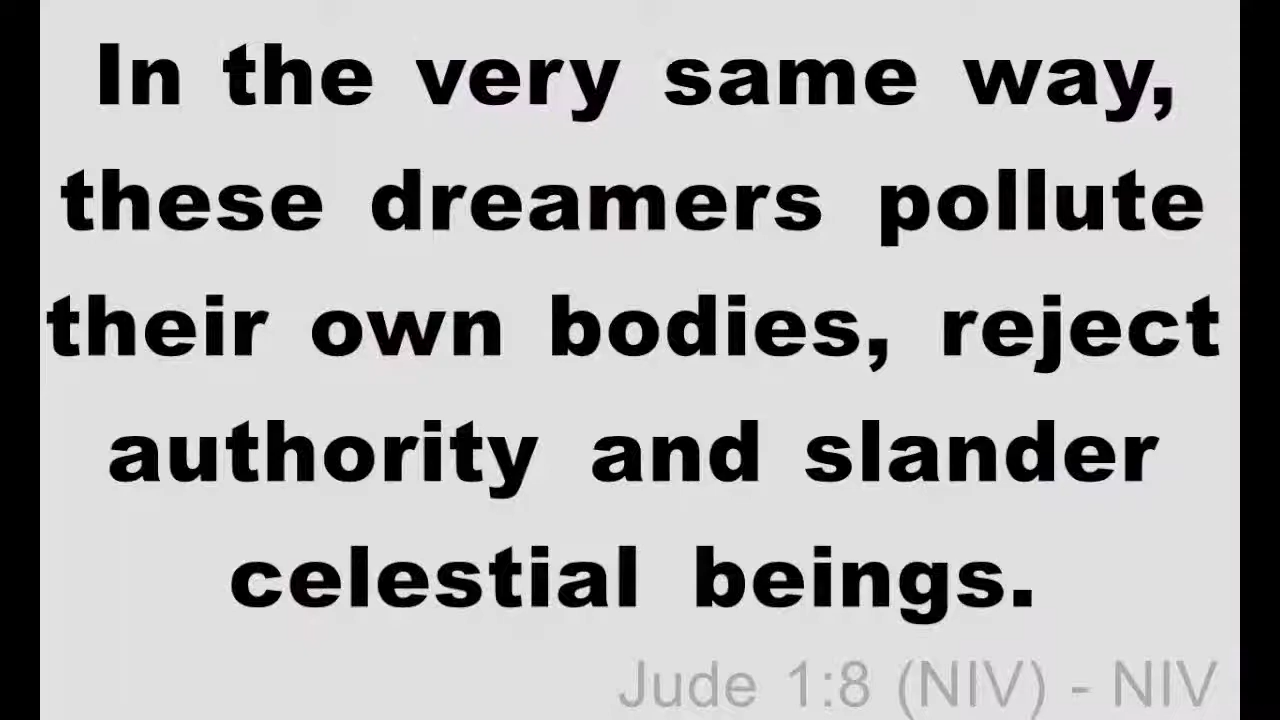 In the very same way,
these dreamers pollute
their own bodies, reject
authority and slander
celestial beings.
Jude 1:8 (NIV) - NIV